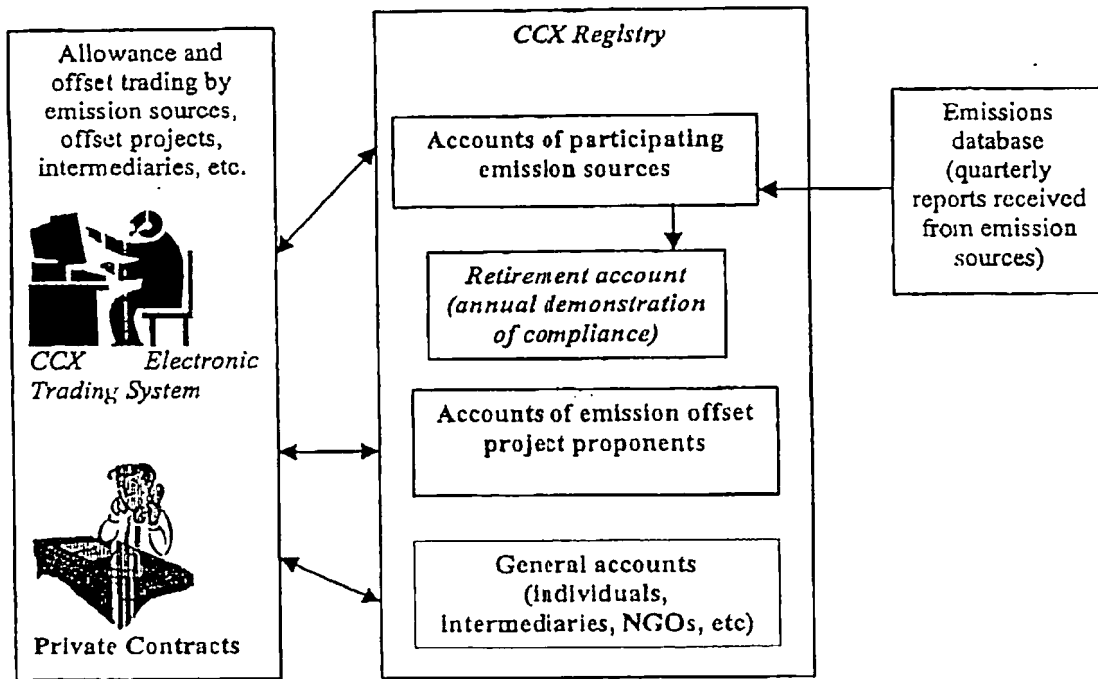 Allowance and
offset trading by
emission sources,
offset projects,
intermediaries, etc.
CCX Electronic
Trading System
Private Contracts
CCX Registry
Accounts of participating
emission sources
Retirement account
(annual demonstration
of compliance)
Accounts of emission offset
project proponents
General accounts
(individuals,
intermediaries, NGOs, etc)
Emissions
database
(quarterly
reports received
from emission
sources)